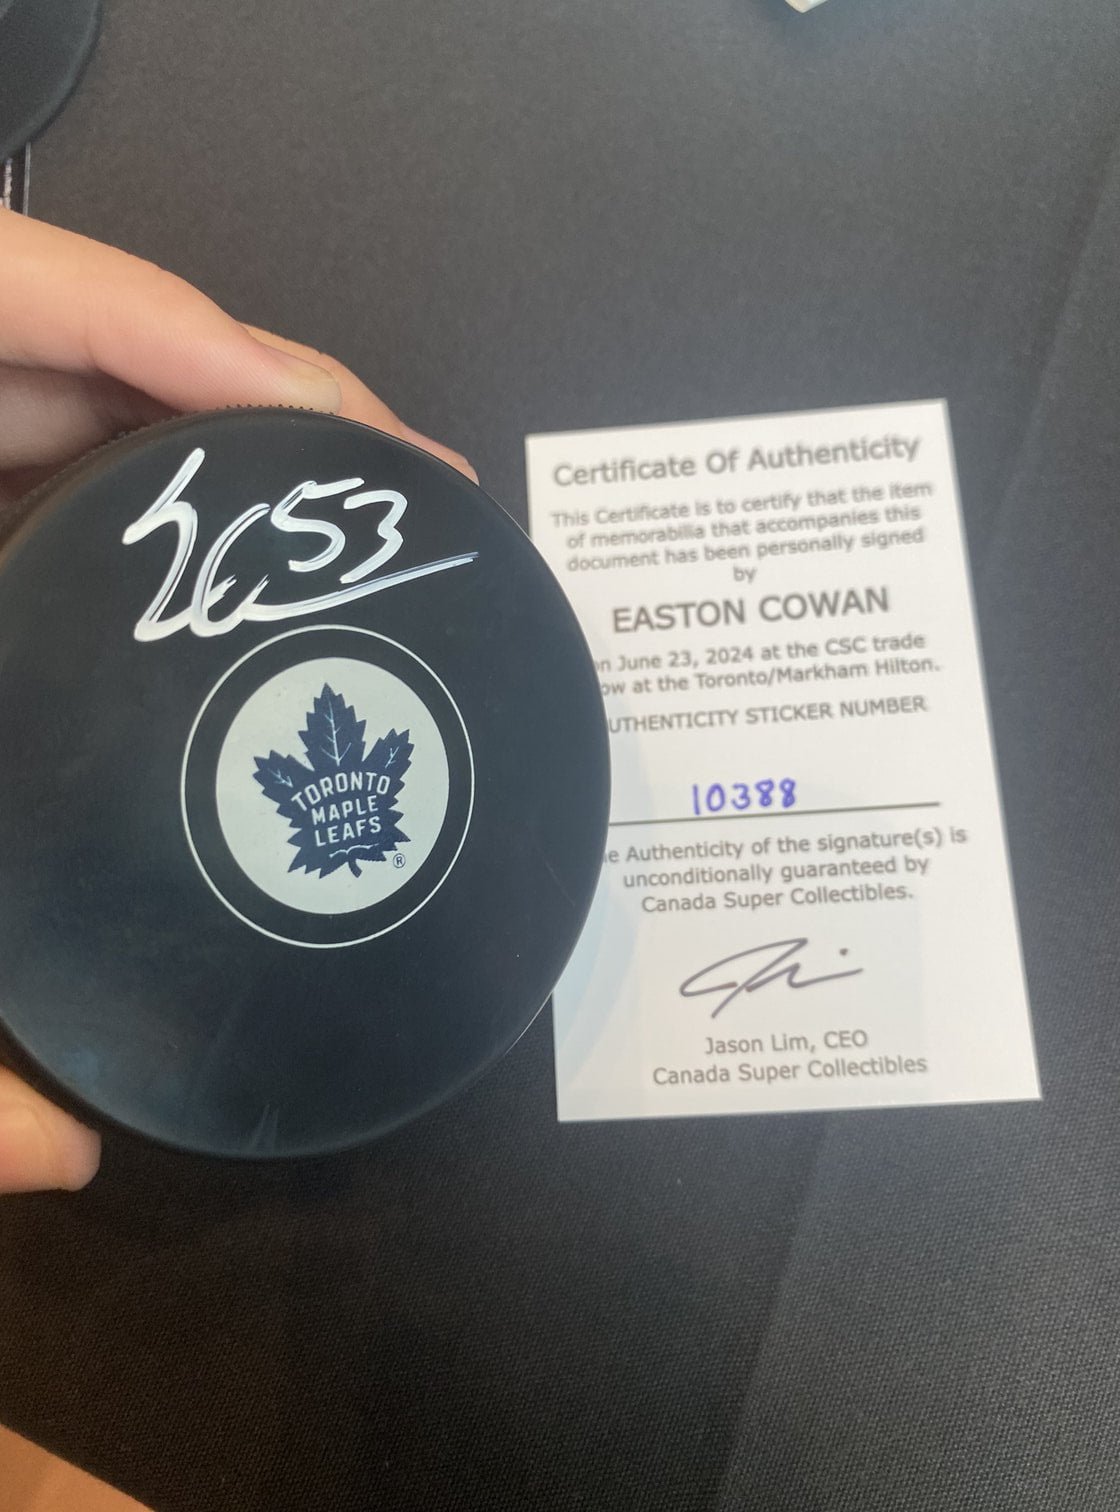 53
TORONTO
MAPLE
LEAFS
®
Certificate Of Authenticity
This Certificate is to certify that the item
of memorabilia that accompanies this
document has been personally signed
by
EASTON COWAN
n June 23, 2024 at the CSC trade
ow at the Toronto/Markham Hilton.
UTHENTICITY STICKER NUMBER
10388
e Authenticity of the signature(s) is
unconditionally guaranteed by
Canada Super Collectibles.
Jason Lim, CEO
Canada Super Collectibles